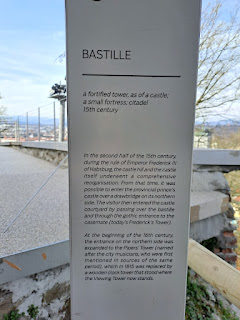 BASTILLE
a fortified tower, as of a castle;
a small fortress; citadel
15th century
In the second half of the 15th century,
during the rule of Emperor Frederick III
of Habsburg, the castle hill and the castle
itself underwent a comprehensive
reorganisation. From that time, it was
possible to enter the provincial prince's
castle over a drawbridge on its northern
side. The visitor then entered the castle
courtyard by passing over the bastille
and through the gothic entrance to the
casemate (today's Frederick's Tower).
At the beginning of the 16th century,
the entrance on the northern side was
expanded to the Pipers' Tower (named
after the city musicians, who were first
mentioned in sources of the same
period), which in 1815 was replaced by
a wooden clock tower that stood where
the Viewing Tower now stands.